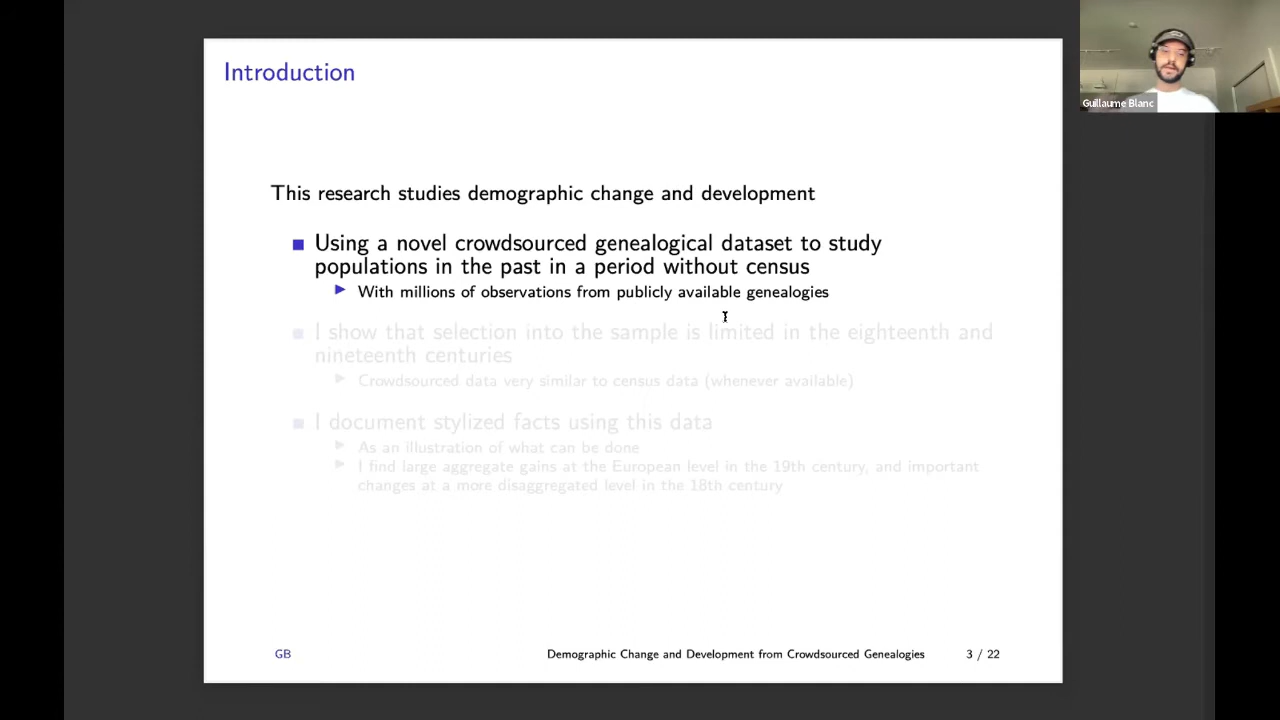 Introduction
Guillaume Blanc
This research studies demographic change and development
Using a novel crowdsourced genealogical dataset to study
populations in the past in a period without census
With millions of observations from publicly available genealogies
I show that selection into the sample is limited in the eighteenth and
nineteenth centuries
Crowdsourced data very similar to census data (whenever available)
I document stylized facts using this data
As an illustration of what can be done
I find large aggregate gains at the European level in the 19th century, and important
changes at a more disaggregated level in the 18th century
GB
Demographic Change and Development from Crowdsourced Genealogies
3 / 22